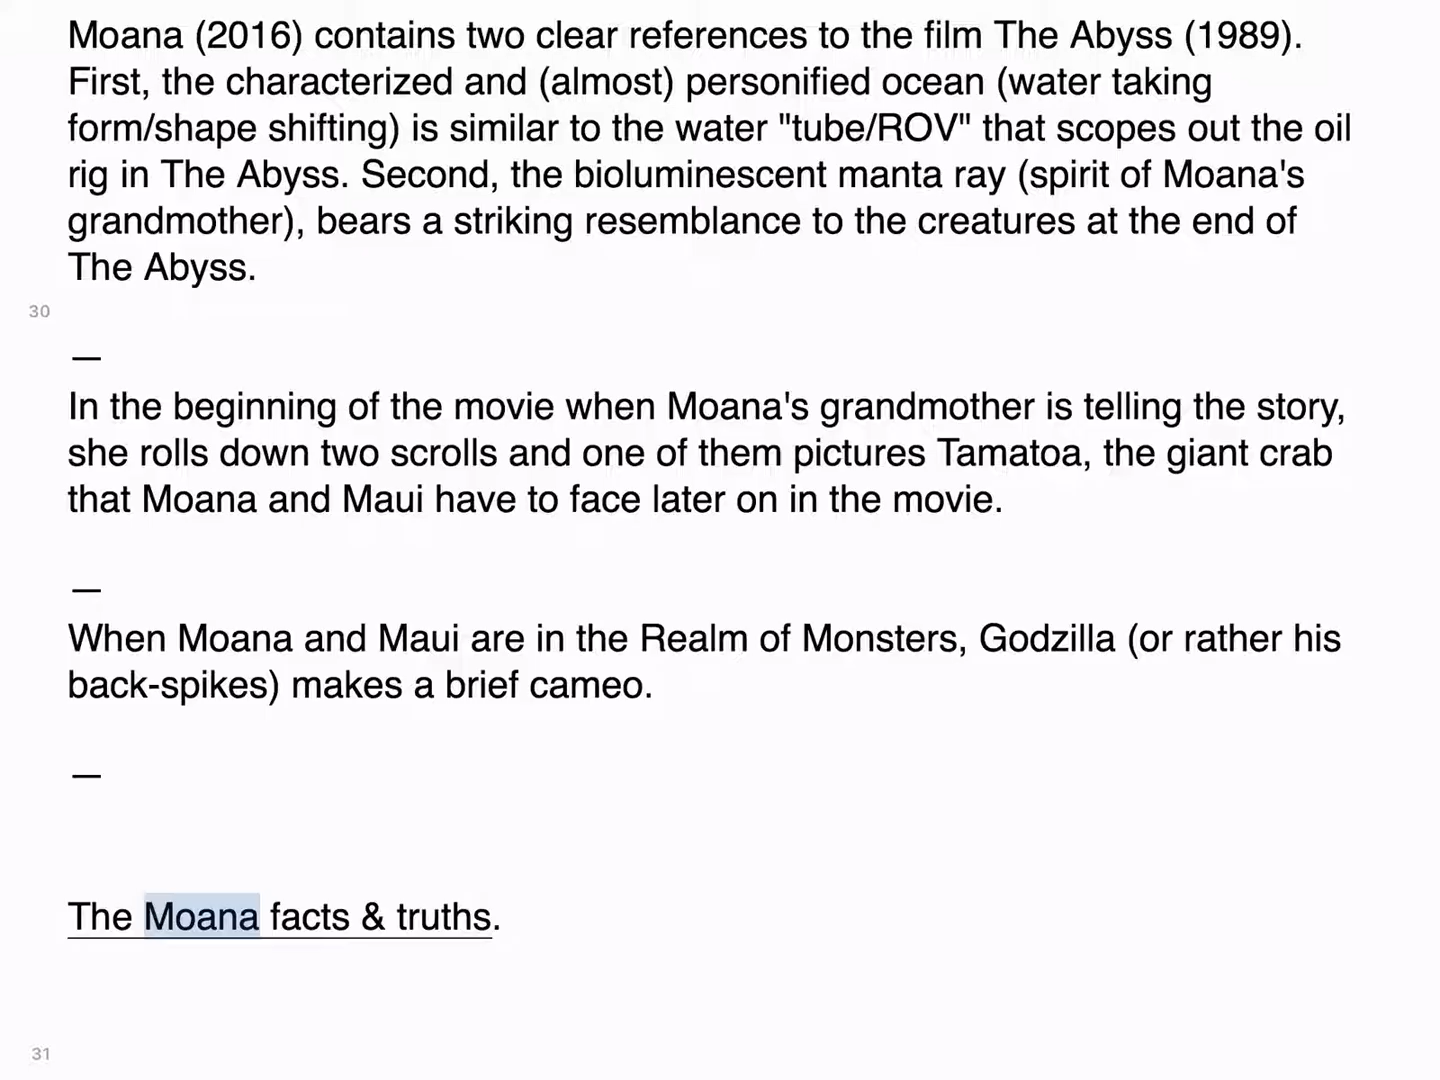 Moana (2016) contains two clear references to the film The Abyss (1989).
First, the characterized and (almost) personified ocean (water taking
form/shape shifting) is similar to the water "tube/ROV" that scopes out the oil
rig in The Abyss. Second, the bioluminescent manta ray (spirit of Moana's
grandmother), bears a striking resemblance to the creatures at the end of
The Abyss.
30
—
In the beginning of the movie when Moana's grandmother is telling the story,
she rolls down two scrolls and one of them pictures Tamatoa, the giant crab
that Moana and Maui have to face later on in the movie.
—
When Moana and Maui are in the Realm of Monsters, Godzilla (or rather his
back-spikes) makes a brief cameo.
—
The Moana facts & truths.
31